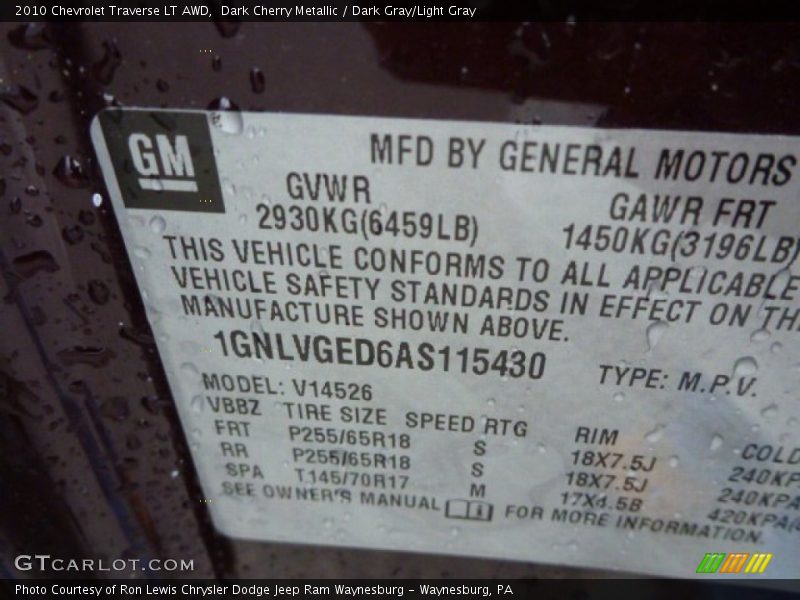 2010 Chevrolet Traverse LT AWD, Dark Cherry Metallic / Dark Gray/Light Gray
GM
MFD BY GENERAL MOTORS
GVWR GAWR FRT
2930KG(6459LB) 1450KG(3196LB)
THIS VEHICLE CONFORMS TO ALL APPLICABLE
VEHICLE SAFETY STANDARDS IN EFFECT ON THE
MANUFACTURE SHOWN ABOVE.
1GNLVGED6AS115430 TYPE: M.P.V.
MODEL: V14526
VBBZ TIRE SIZE SPEED RTG RIM COLD
FRT P255/65R18 S 18X7.5J 240KPA
RR P255/65R18 S 18X7.5J 240KPA
SPA T145/70R17 M 17X4.5B 420KPA(
SEE OWNER'S MANUAL FOR MORE INFORMATION.
GTCARLOT.COM
Photo Courtesy of Ron Lewis Chrysler Dodge Jeep Ram Waynesburg - Waynesburg, PA